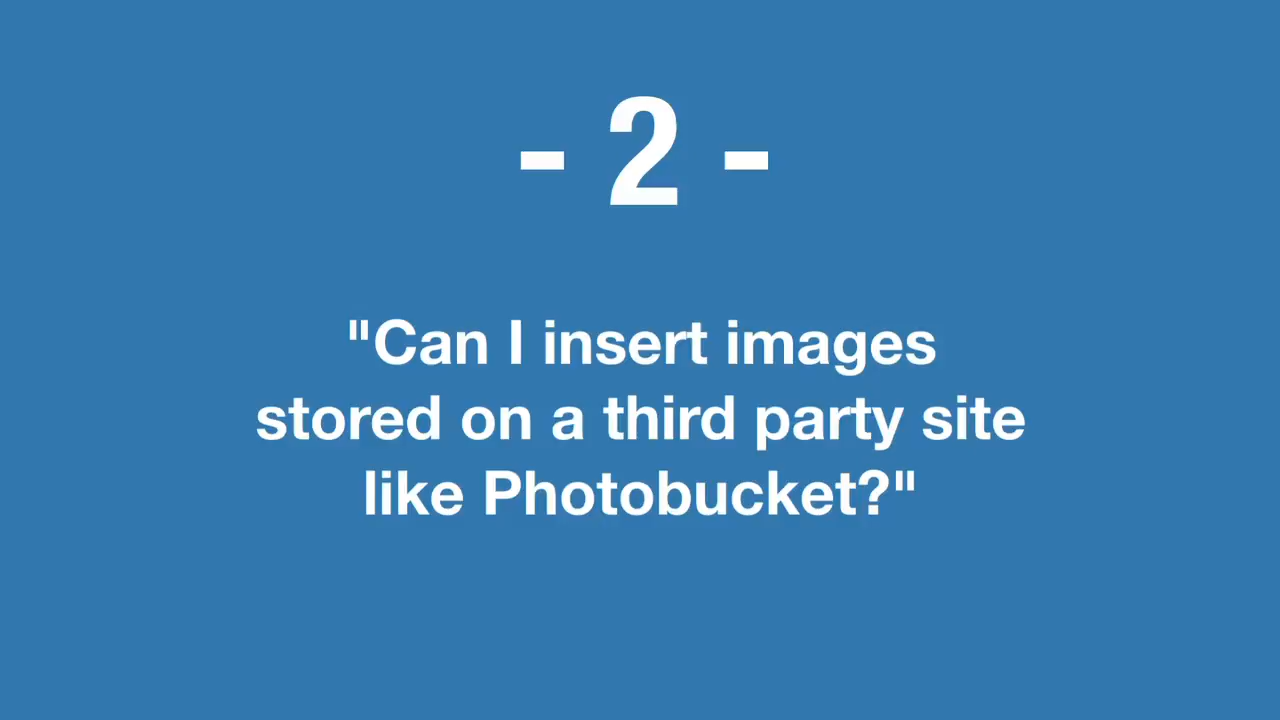 - 2 -
"Can I insert images
stored on a third party site
like Photobucket?"